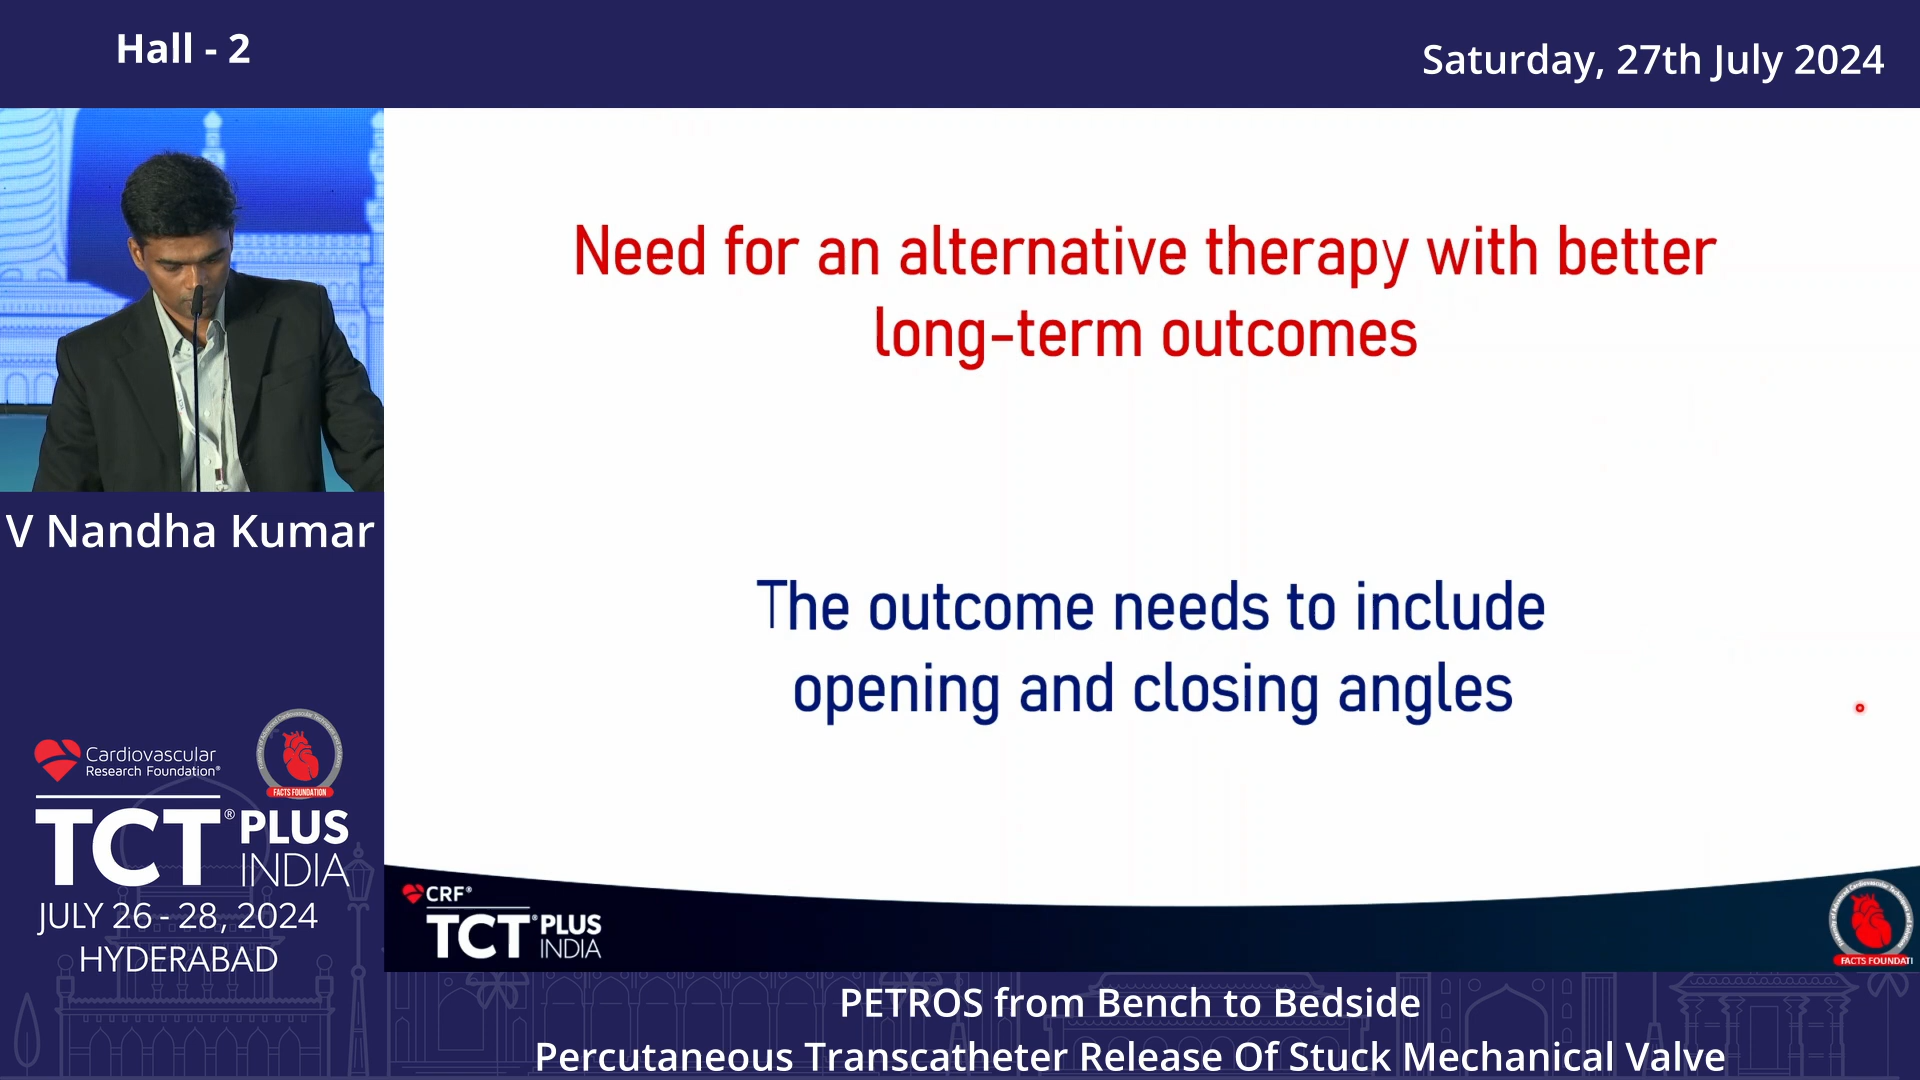 Hall - 2
Saturday, 27th July 2024
Need for an alternative therapy with better
long-term outcomes
The outcome needs to include
opening and closing angles
V Nandha Kumar
Cardiovascular
Research Foundation®
FACTS FOUNDATION
TCT® PLUS
INDIA
JULY 26 - 28, 2024
HYDERABAD
CRF®
TCT® PLUS
INDIA
FACTS FOUNDATI
PETROS from Bench to Bedside
Percutaneous Transcatheter Release Of Stuck Mechanical Valve